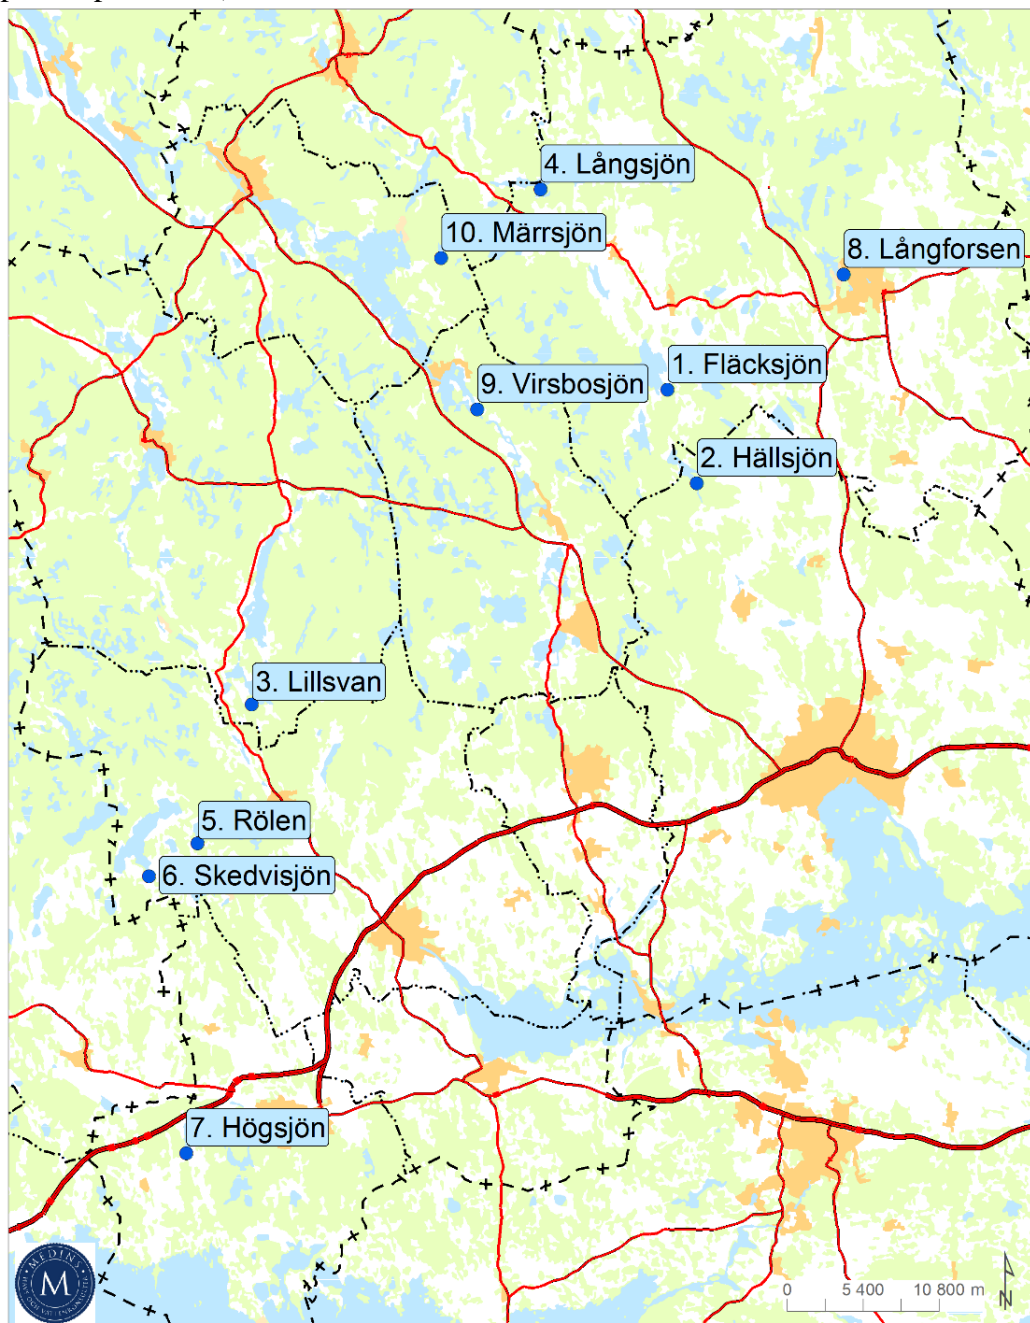 4. Långsjön
10. Märrsjön
8. Långforsen
1. Fläcksjön
9. Virsbosjön
2. Hällsjön
3. Lillsvan
5. Rölen
6. Skedvisjön
7. Högsjön
MEDINS
M
0 5 400 10 800 m
N